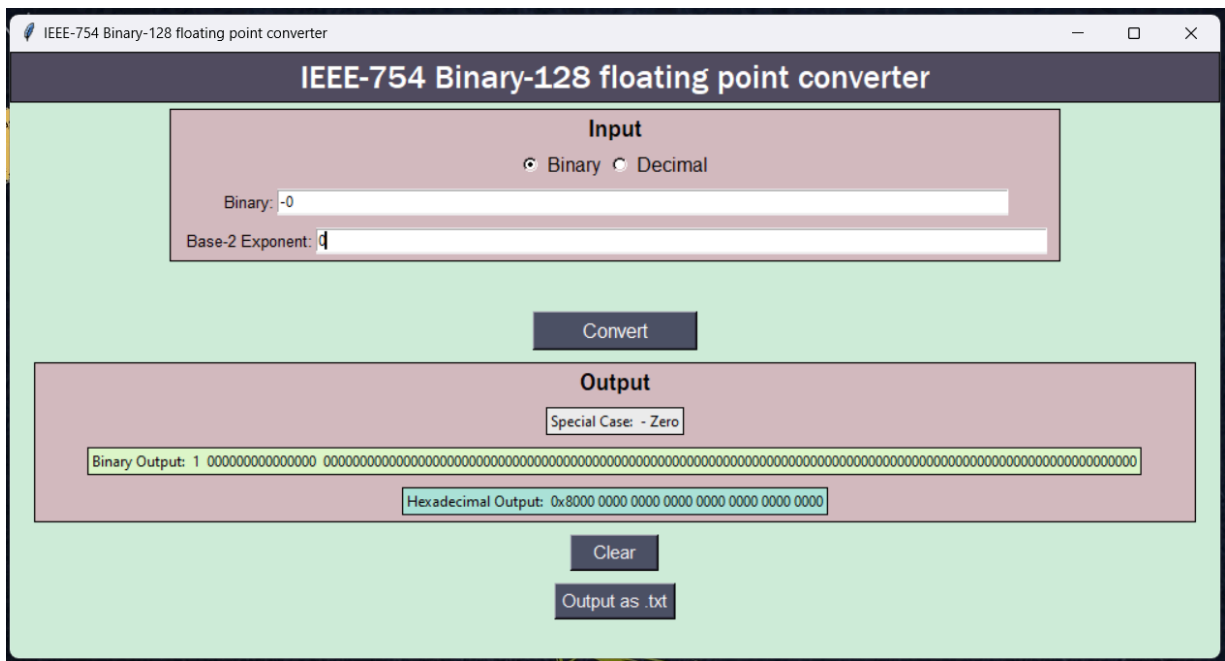 IEEE-754 Binary-128 floating point converter
IEEE-754 Binary-128 floating point converter
Input
Binary Decimal
Binary: -0
Base-2 Exponent: 0
Convert
Output
Special Case: - Zero
Binary Output: 1 000000000000000 0000000000000000000000000000000000000000000000000000000000000000000000000000000000000000000000000000000000000000
Hexadecimal Output: 0x8000 0000 0000 0000 0000 0000 0000 0000
Clear
Output as .txt